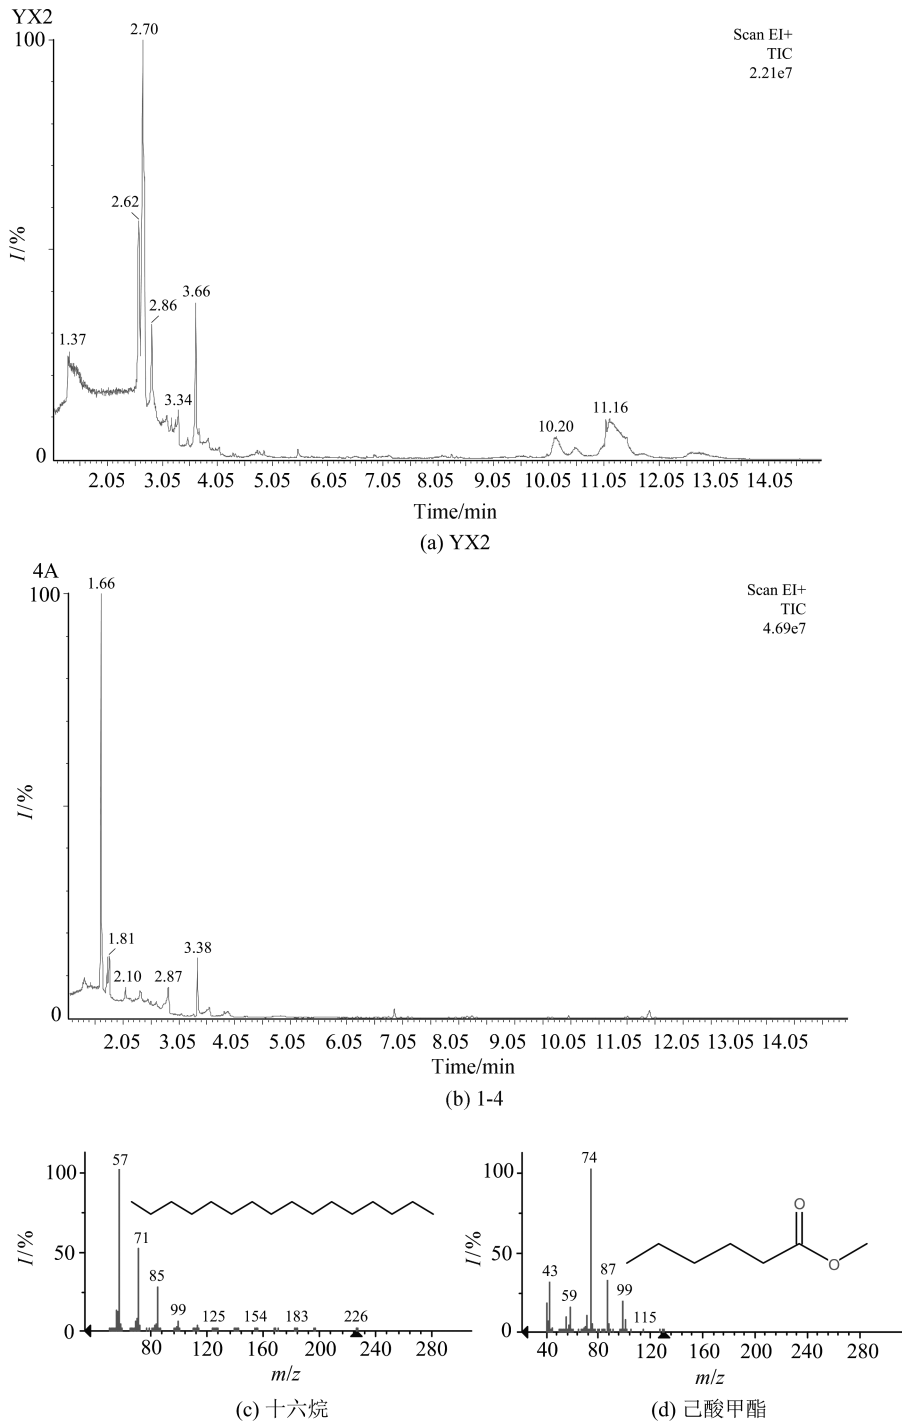 YX2
100
2.70
Scan EI+
TIC
2.21e7
2.62
I/%
3.66
2.86
1.37
3.34
11.16
10.20
0
2.05 3.05 4.05 5.05 6.05 7.05 8.05 9.05 10.05 11.05 12.05 13.05 14.05
Time/min
(a) YX2
4A
100
1.66
Scan EI+
TIC
4.69e7
I/%
1.81
3.38
2.10
2.87
0
2.05 3.05 4.05 5.05 6.05 7.05 8.05 9.05 10.05 11.05 12.05 13.05 14.05
Time/min
(b) 1-4
100
57
I/%
50
71
85
99
125
154
183
226
0
80 120 160 200 240 280
m/z
(c) 十六烷
100
74
O
O
I/%
50
43
59
87
99
115
0
40 80 120 160 200 240 280
m/z
(d) 己酸甲酯